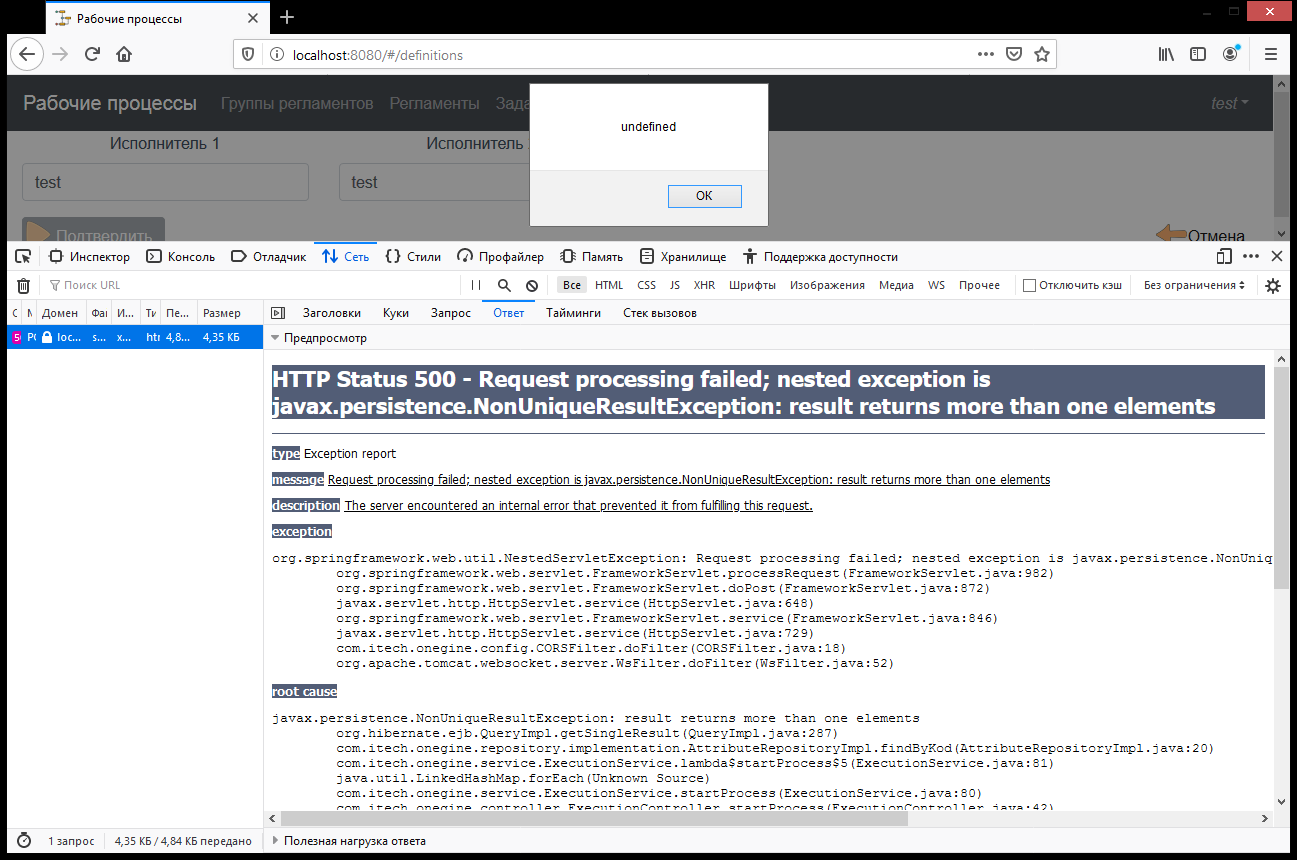 Рабочие процессы
localhost:8080/#/definitions
Рабочие процессы Группы регламентов Регламенты test
undefined
OK
Исполнитель 1 Исполнитель
test test
Подтвердить Отмена
Инспектор Консоль Отладчик Сеть Стили Профайлер Память Хранилище Поддержка доступности
Поиск URL Все HTML CSS JS XHR Шрифты Изображения Медиа WS Прочее Отключить кэш Без ограничения
Домен И... Пе... Размер Заголовки Куки Запрос Ответ Тайминги Стек вызовов
loc... s... x... 4,8... 4,35 КБ
Предпросмотр
HTTP Status 500 - Request processing failed; nested exception is
javax.persistence.NonUniqueResultException: result returns more than one elements
type Exception report
message Request processing failed; nested exception is javax.persistence.NonUniqueResultException: result returns more than one elements
description The server encountered an internal error that prevented it from fulfilling this request.
exception
org.springframework.web.util.NestedServletException: Request processing failed; nested exception is javax.persistence.NonUniq
org.springframework.web.servlet.FrameworkServlet.processRequest(FrameworkServlet.java:982)
org.springframework.web.servlet.FrameworkServlet.doPost(FrameworkServlet.java:872)
javax.servlet.http.HttpServlet.service(HttpServlet.java:648)
org.springframework.web.servlet.FrameworkServlet.service(FrameworkServlet.java:846)
javax.servlet.http.HttpServlet.service(HttpServlet.java:729)
com.itech.onegine.config.CORSFilter.doFilter(CORSFilter.java:18)
org.apache.tomcat.websocket.server.WsFilter.doFilter(WsFilter.java:52)
root cause
javax.persistence.NonUniqueResultException: result returns more than one elements
org.hibernate.ejb.QueryImpl.getSingleResult(QueryImpl.java:287)
com.itech.onegine.repository.implementation.AttributeRepositoryImpl.findByKod(AttributeRepositoryImpl.java:20)
com.itech.onegine.service.ExecutionService.lambda$startProcess$5(ExecutionService.java:81)
java.util.LinkedHashMap.forEach(Unknown Source)
com.itech.onegine.service.ExecutionService.startProcess(ExecutionService.java:80)
com.itech.onegine.controller.ExecutionController.startProcess(ExecutionController.java:42)
1 запрос 4,35 КБ / 4,84 КБ передано Полезная нагрузка ответа